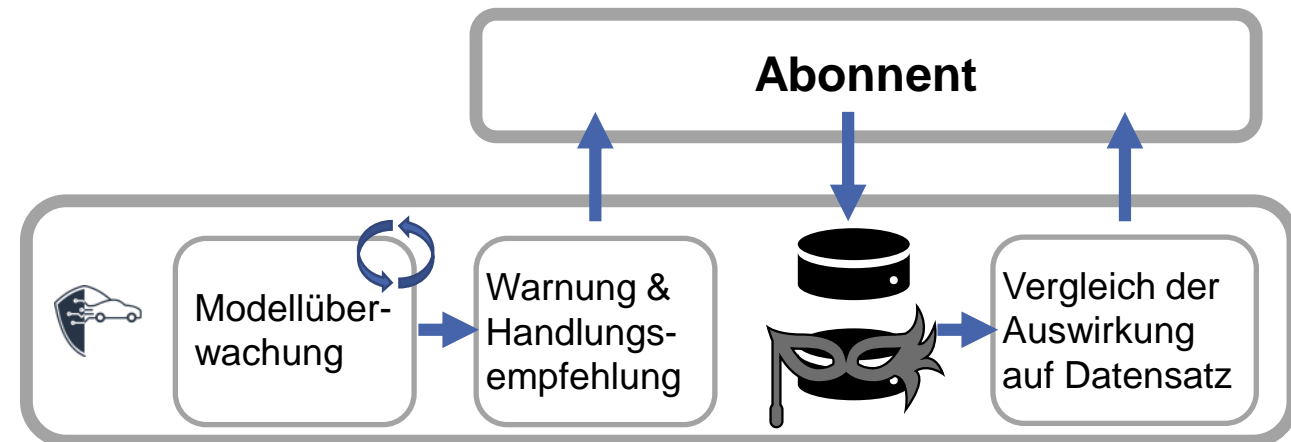 Abonnent
Modellüber-
wachung
Warnung &
Handlungs-
empfehlung
Vergleich der
Auswirkung
auf Datensatz